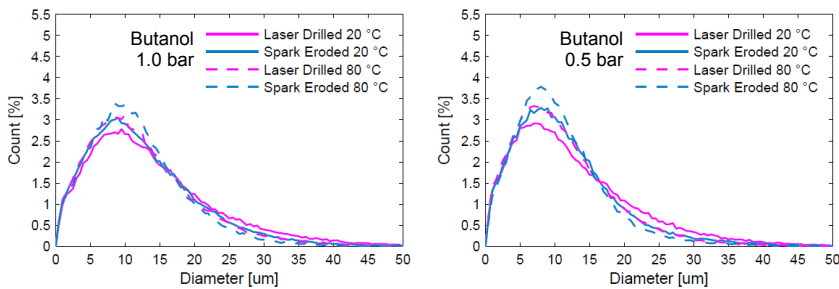 5.5
5
4.5
4
3.5
3
2.5
2
1.5
1
0.5
0
Count [%]
Butanol
1.0 bar
Laser Drilled 20 °C
Spark Eroded 20 °C
Laser Drilled 80 °C
Spark Eroded 80 °C
0 5 10 15 20 25 30 35 40 45 50
Diameter [um]
5.5
5
4.5
4
3.5
3
2.5
2
1.5
1
0.5
0
Count [%]
Butanol
0.5 bar
Laser Drilled 20 °C
Spark Eroded 20 °C
Laser Drilled 80 °C
Spark Eroded 80 °C
0 5 10 15 20 25 30 35 40 45 50
Diameter [um]